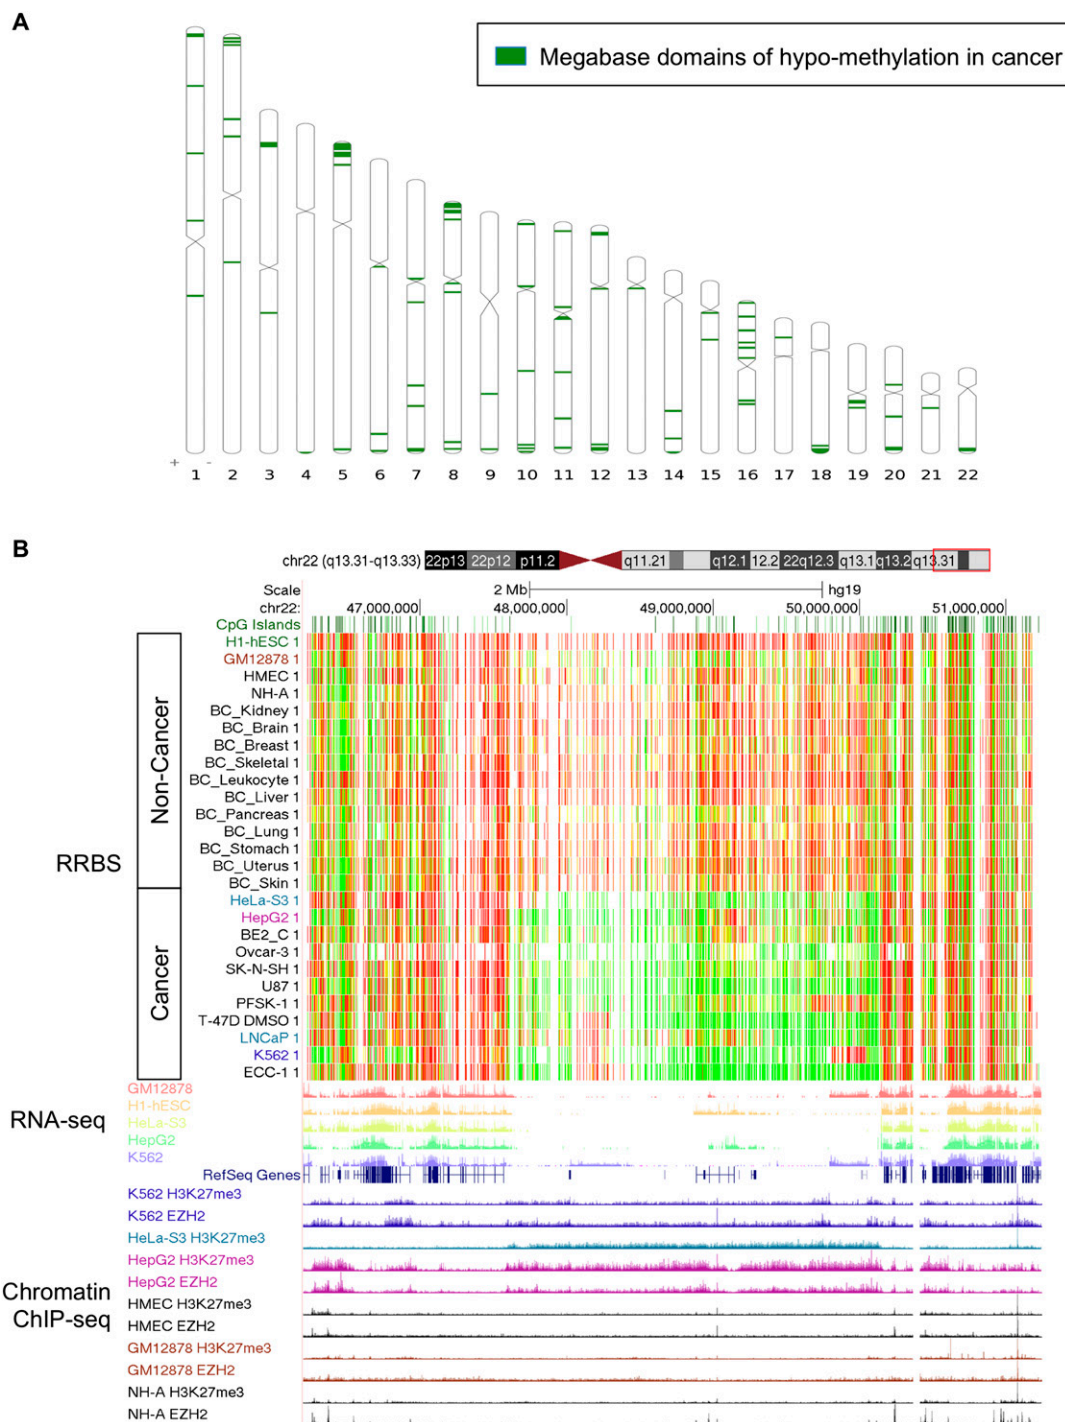 A
Megabase domains of hypo-methylation in cancer
+ -
1 2 3 4 5 6 7 8 9 10 11 12 13 14 15 16 17 18 19 20 21 22
B
chr22 (q13.31-q13.33) 22p13 22p12 p11.2 q11.21 q12.1 12.2 22q12.3 q13.1 q13.2 q13.31
Scale 2 Mb hg19
chr22: 47,000,000 48,000,000 49,000,000 50,000,000 51,000,000
CpG Islands
RRBS
Non-Cancer
H1-hESC 1
GM12878 1
HMEC 1
NH-A 1
BC_Kidney 1
BC_Brain 1
BC_Breast 1
BC_Skeletal 1
BC_Leukocyte 1
BC_Liver 1
BC_Pancreas 1
BC_Lung 1
BC_Stomach 1
BC_Uterus 1
BC_Skin 1
Cancer
HeLa-S3 1
HepG2 1
BE2_C 1
Ovcar-3 1
SK-N-SH 1
U87 1
PFSK-1 1
T-47D DMSO 1
LNCaP 1
K562 1
ECC-1 1
RNA-seq
GM12878
H1-hESC
HeLa-S3
HepG2
K562
RefSeq Genes
Chromatin
ChIP-seq
K562 H3K27me3
K562 EZH2
HeLa-S3 H3K27me3
HepG2 H3K27me3
HepG2 EZH2
HMEC H3K27me3
HMEC EZH2
GM12878 H3K27me3
GM12878 EZH2
NH-A H3K27me3
NH-A EZH2